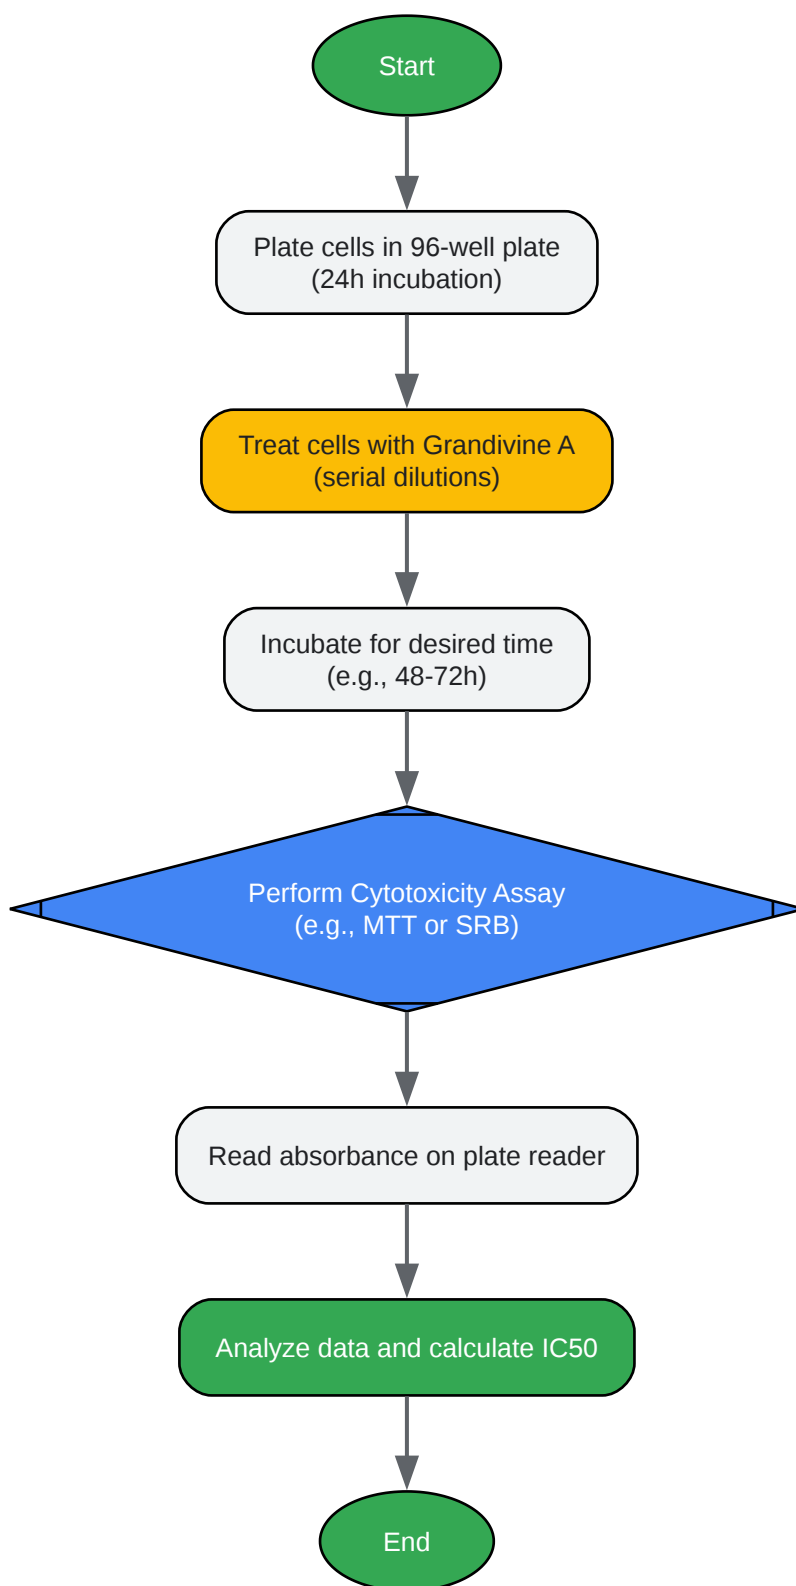 Start
Plate cells in 96-well plate
(24h incubation)
Treat cells with Grandivine A
(serial dilutions)
Incubate for desired time
(e.g., 48-72h)
Perform Cytotoxicity Assay
(e.g., MTT or SRB)
Read absorbance on plate reader
Analyze data and calculate IC50
End